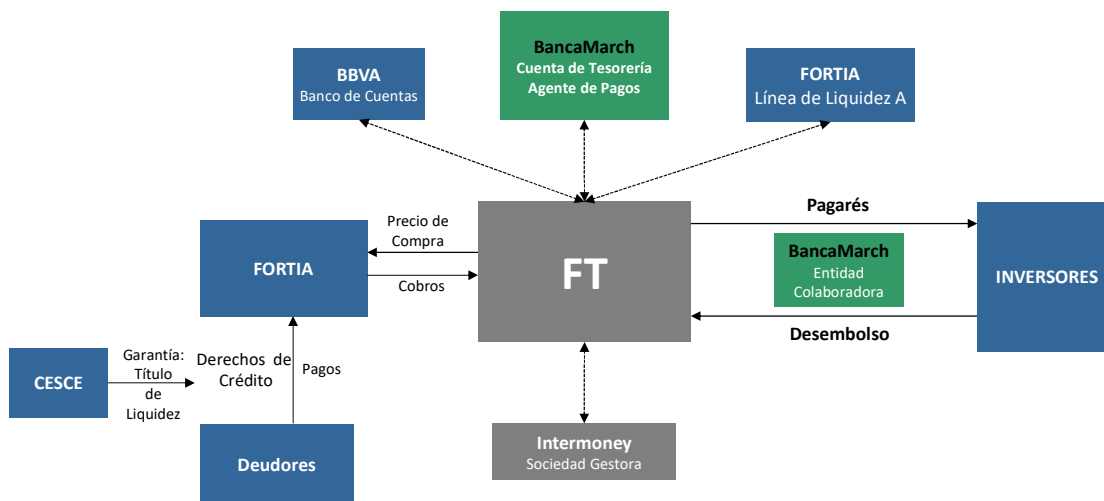 BancaMarch
Cuenta de Tesorería
Agente de Pagos
BBVA
Banco de Cuentas
FORTIA
Línea de Liquidez A
Precio de
Compra
FORTIA
Cobros
FT
Pagarés
BancaMarch
Entidad
Colaboradora
Desembolso
INVERSORES
CESCE
Garantía:
Título
de
Liquidez
Derechos de
Crédito
Pagos
Deudores
Intermoney
Sociedad Gestora